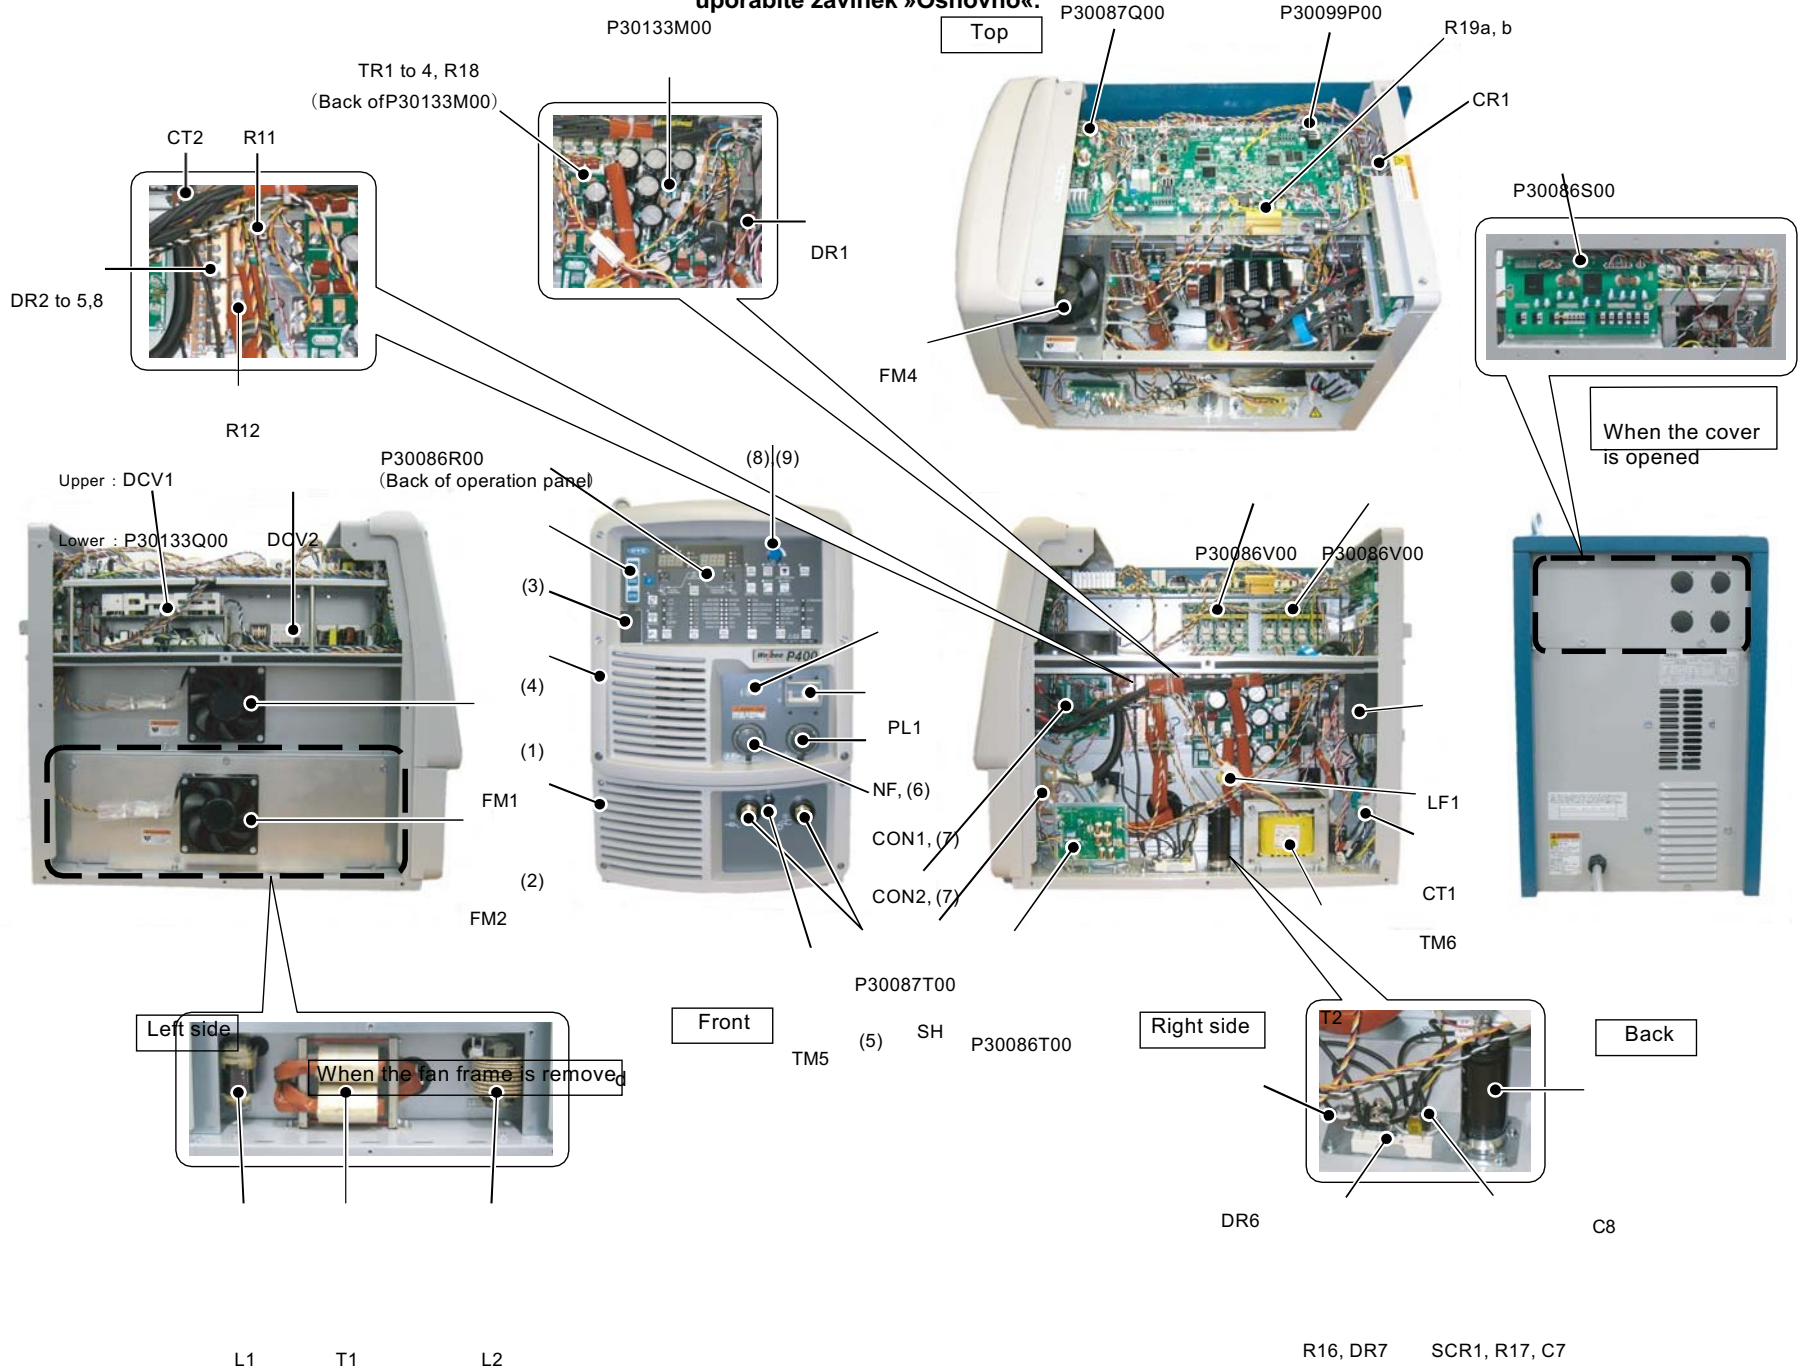 uporabite zavihek »Osnovno«.
P30133M00
Top
P30087Q00
P30099P00
R19a, b
TR1 to 4, R18
(Back ofP30133M00)
CR1
CT2
R11
P30086S00
DR1
DR2 to 5,8
FM4
R12
When the cover
is opened
Upper : DCV1
P30086R00
(Back of operation panel)
(8),(9)
Lower : P30133Q00
DCV2
P30086V00
P30086V00
(3)
P400
(4)
PL1
(1)
FM1
NF, (6)
LF1
CON1, (7)
(2)
CON2, (7)
CT1
FM2
TM6
P30087T00
Left side
Front
Right side
T2
Back
(5)
SH
P30086T00
TM5
When the fan frame is removed
DR6
C8
L1
T1
L2
R16, DR7
SCR1, R17, C7